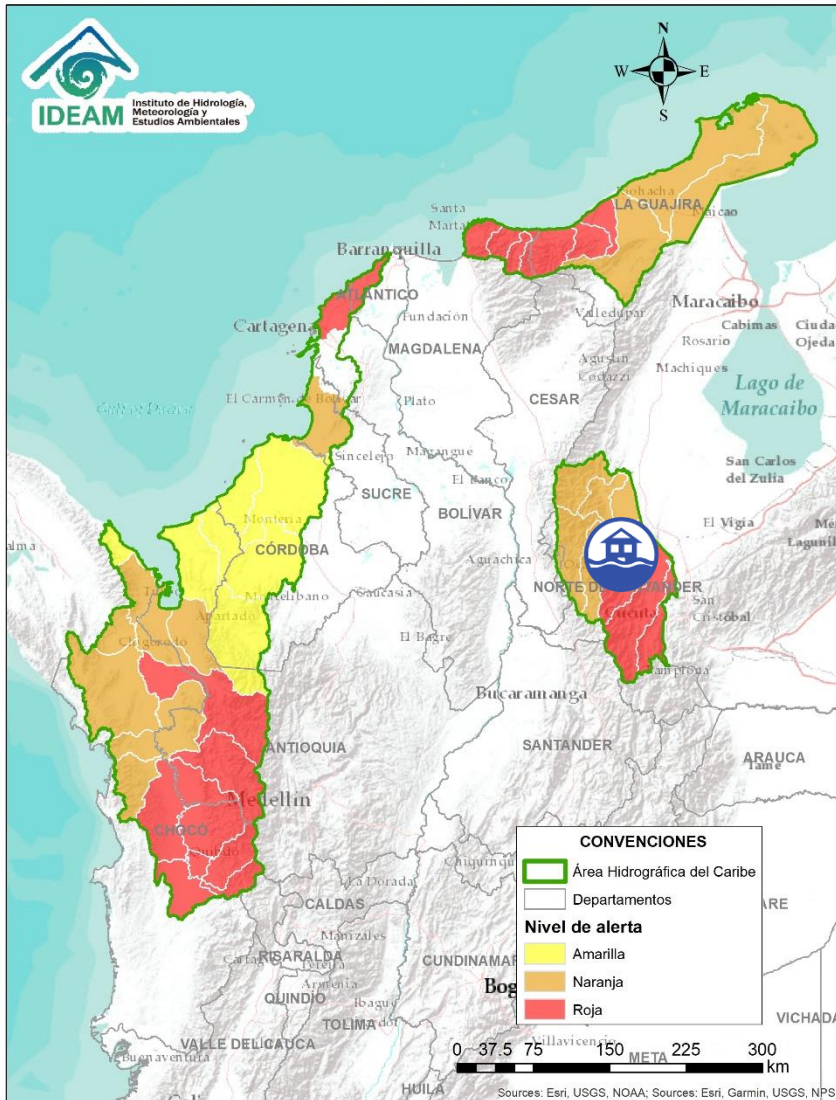 IDEAM
Instituto de Hidrología,
Meteorología y
Estudios Ambientales
N
W
E
S
LA GUAJIRA
Maicao
Santa
Marta
Barranquilla
ATLÁNTICO
Maracaibo
Cartagena
Fundación
Valledupar
Cabimas
Ciudad
Ojeda
Rosario
MAGDALENA
Machiques
Agustín
Codazzi
Lago de
Maracaibo
CESAR
El Carmen de Bolívar
Plato
Sincelejo
Magangué
San Carlos
del Zulia
SUCRE
El Banco
BOLÍVAR
Montería
El Vigía
CÓRDOBA
Aguachica
NORTE DE SANTANDER
Montelíbano
Caucasia
San
Cristóbal
Apartadó
Cúcuta
El Bagre
Chigorodó
Pamplona
Bucaramanga
ANTIOQUIA
SANTANDER
ARAUCA
Tame
Medellín
CHOCÓ
Quibdó
La Dorada
CALDAS
Manizales
RISARALDA
Pereira
CUNDINAMAR
Armenia
QUINDÍO
Ibagué
Bog
TOLIMA
VICHADA
VALLE DEL CAUCA
Villavicencio
Buenaventura
META
HUILA
CONVENCIONES
Área Hidrográfica del Caribe
Departamentos
Nivel de alerta
Amarilla
Naranja
Roja
0 37.5 75 150 225 300
km
Sources: Esri, USGS, NOAA; Sources: Esri, Garmin, USGS, NPS